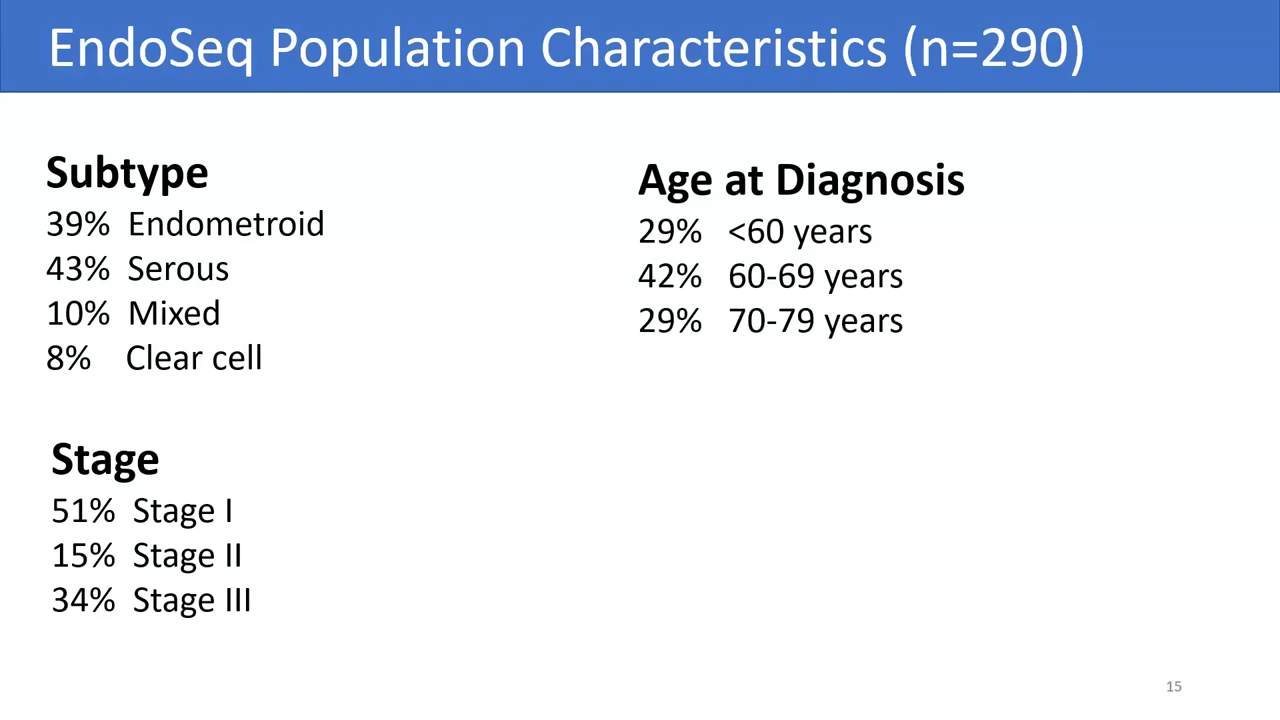 EndoSeq Population Characteristics (n=290)
Subtype
39% Endometroid
43% Serous
10% Mixed
8% Clear cell
Stage
51% Stage I
15% Stage II
34% Stage III
Age at Diagnosis
29% <60 years
42% 60-69 years
29% 70-79 years
15